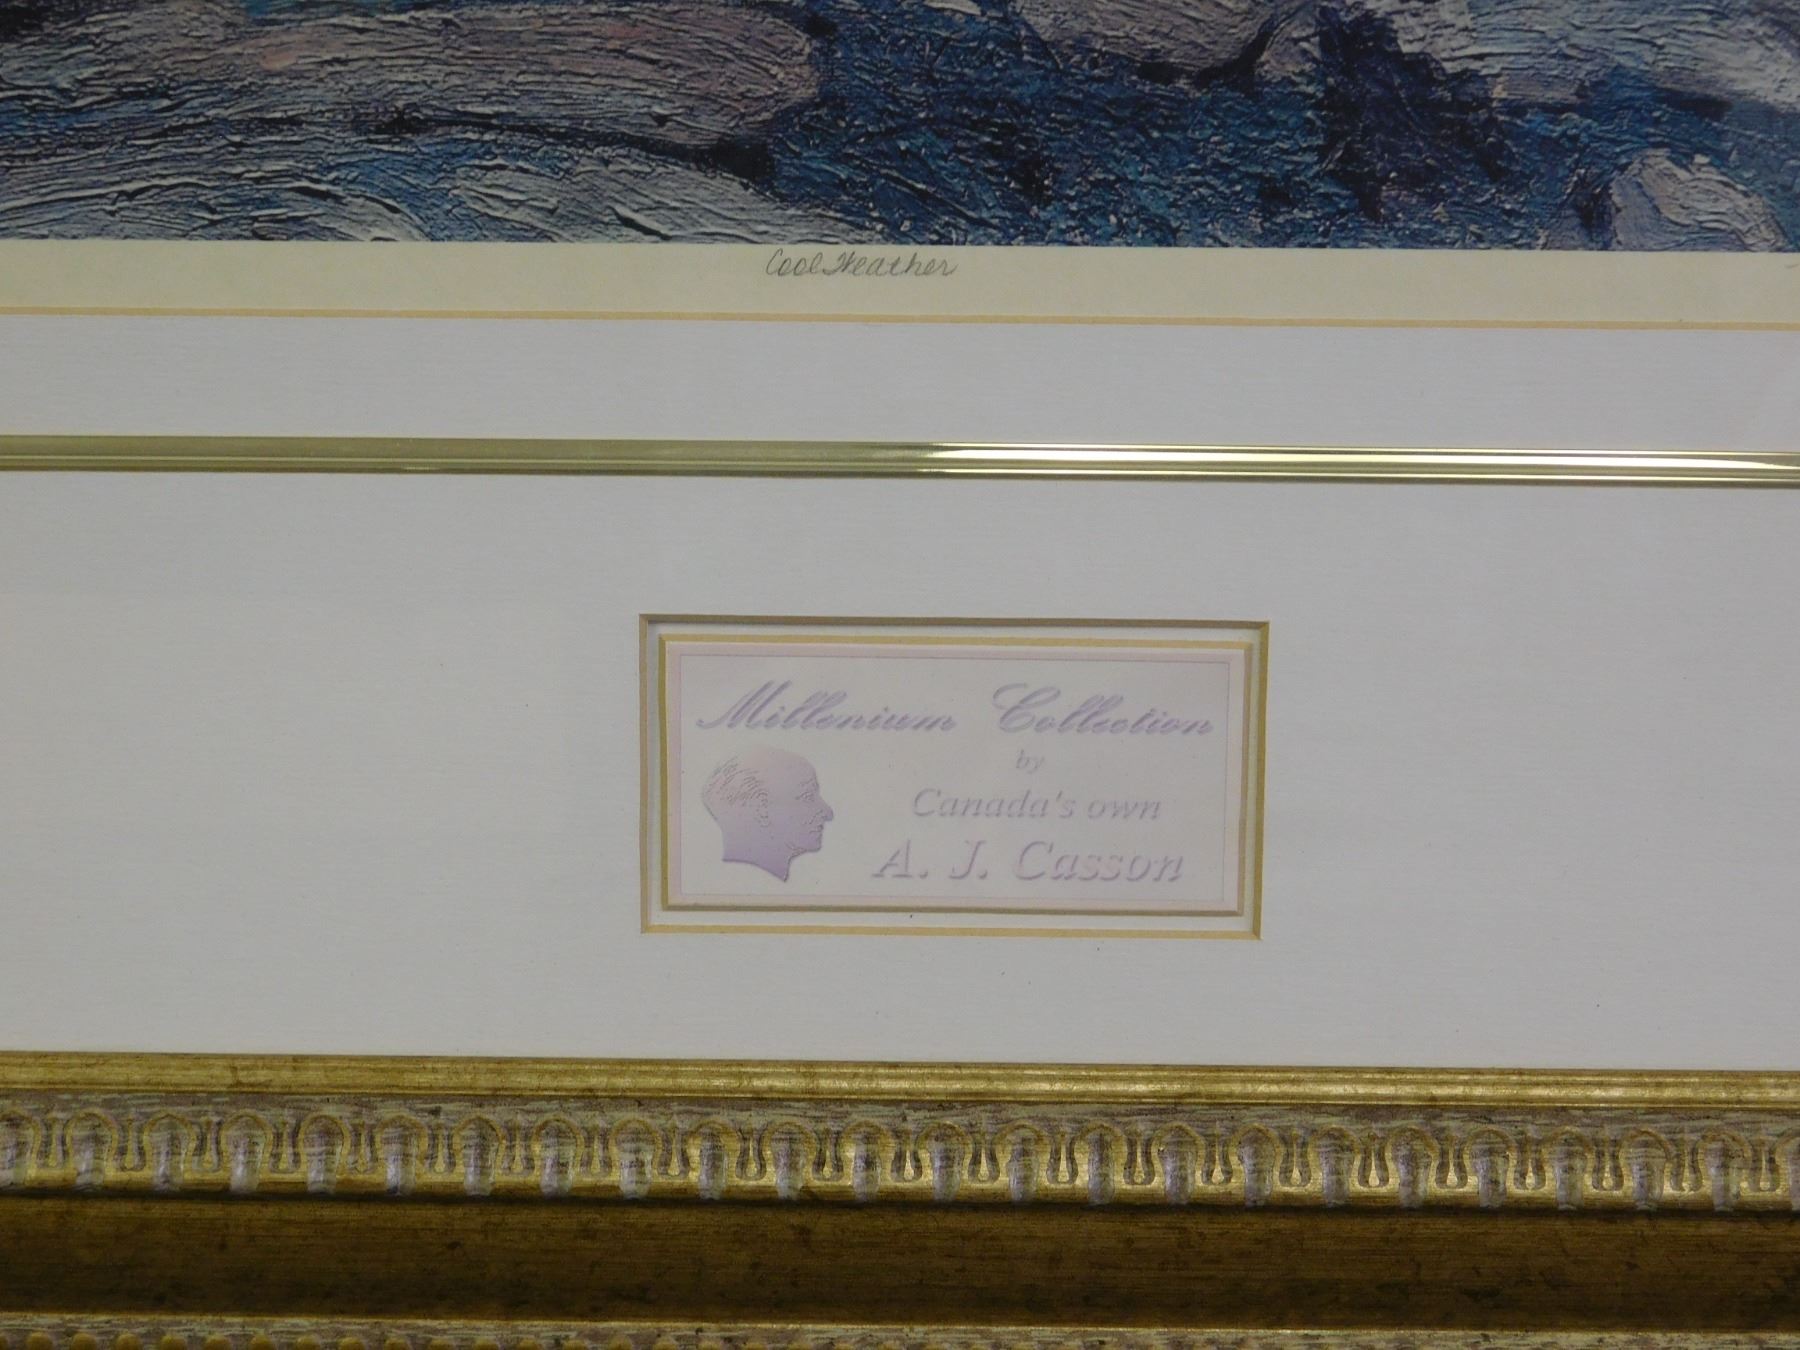 Cool Weather
Millenium Collection
by
Canada's own
A. J. Casson